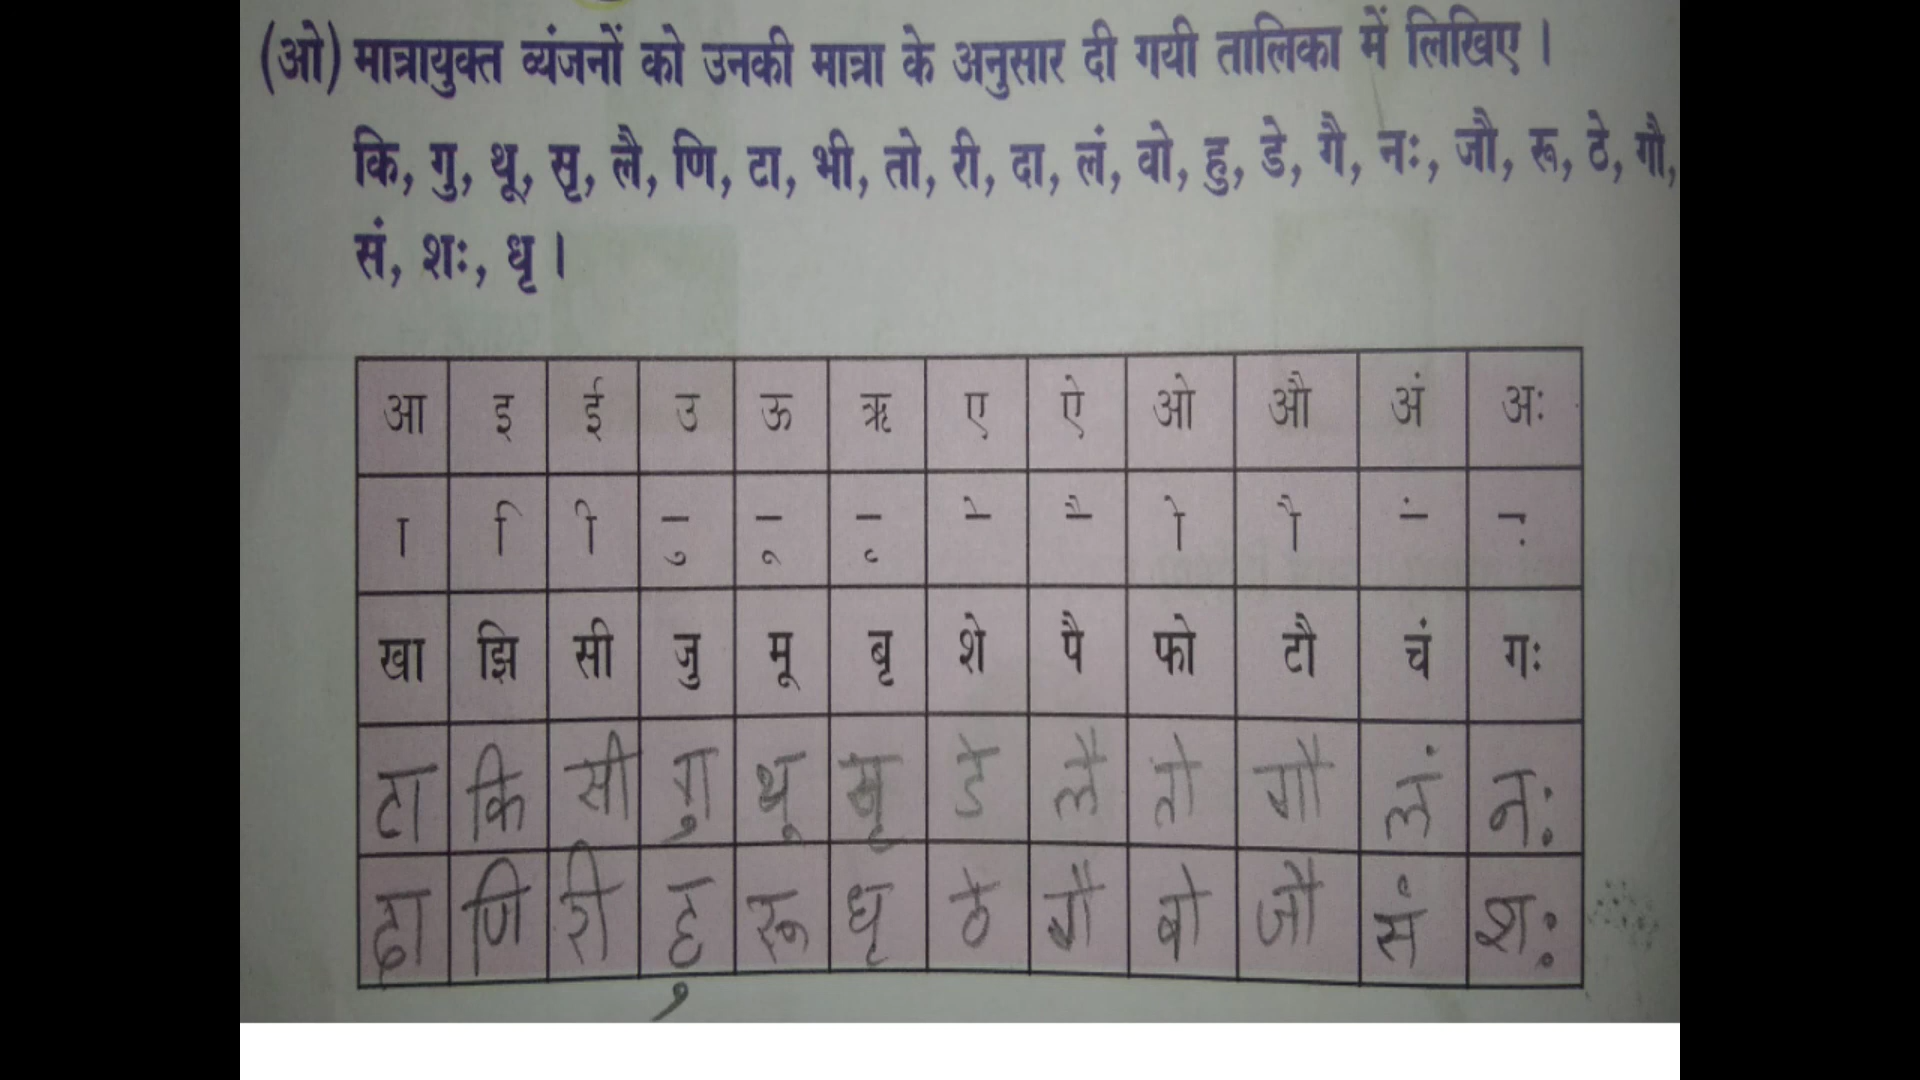 (ओ) मात्रायुक्त व्यंजनों को उनकी मात्रा के अनुसार दी गयी तालिका में लिखिए ।
कि, गु, थू, सृ, लै, णि, टा, भी, तो, री, दा, लं, वो, हु, डे, गै, नः, जौ, रू, ठे, गौ,
सं, शः, धृ ।
आ इ ई उ ऊ ऋ ए ऐ ओ औ अं अः
ा ि ी ु ू ृ े ै ो ौ ं ः
खा झि सी जु मू बृ शे पै फो टौ चं गः
टा कि सी गु थू सृ डे लै तो गौ लं नः
दा णि री हु रू धृ ठे गै वो जौ सं शः